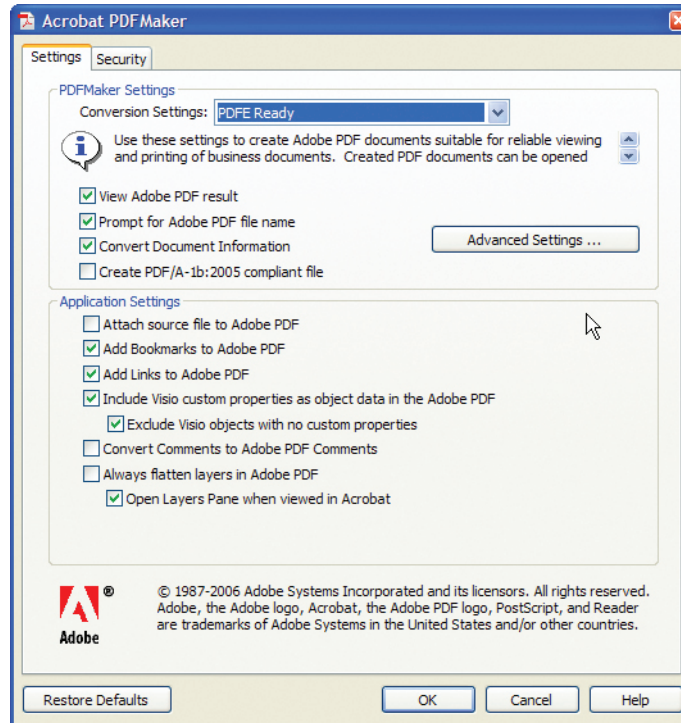 Acrobat PDFMaker
Settings
Security
PDFMaker Settings
Conversion Settings: PDFE Ready
Use these settings to create Adobe PDF documents suitable for reliable viewing
and printing of business documents. Created PDF documents can be opened
View Adobe PDF result
Prompt for Adobe PDF file name
Convert Document Information
Advanced Settings ...
Create PDF/A-1b:2005 compliant file
Application Settings
Attach source file to Adobe PDF
Add Bookmarks to Adobe PDF
Add Links to Adobe PDF
Include Visio custom properties as object data in the Adobe PDF
Exclude Visio objects with no custom properties
Convert Comments to Adobe PDF Comments
Always flatten layers in Adobe PDF
Open Layers Pane when viewed in Acrobat
® © 1987-2006 Adobe Systems Incorporated and its licensors. All rights reserved.
Adobe, the Adobe logo, Acrobat, the Adobe PDF logo, PostScript, and Reader
are trademarks of Adobe Systems in the United States and/or other countries.
Adobe
Restore Defaults
OK
Cancel
Help